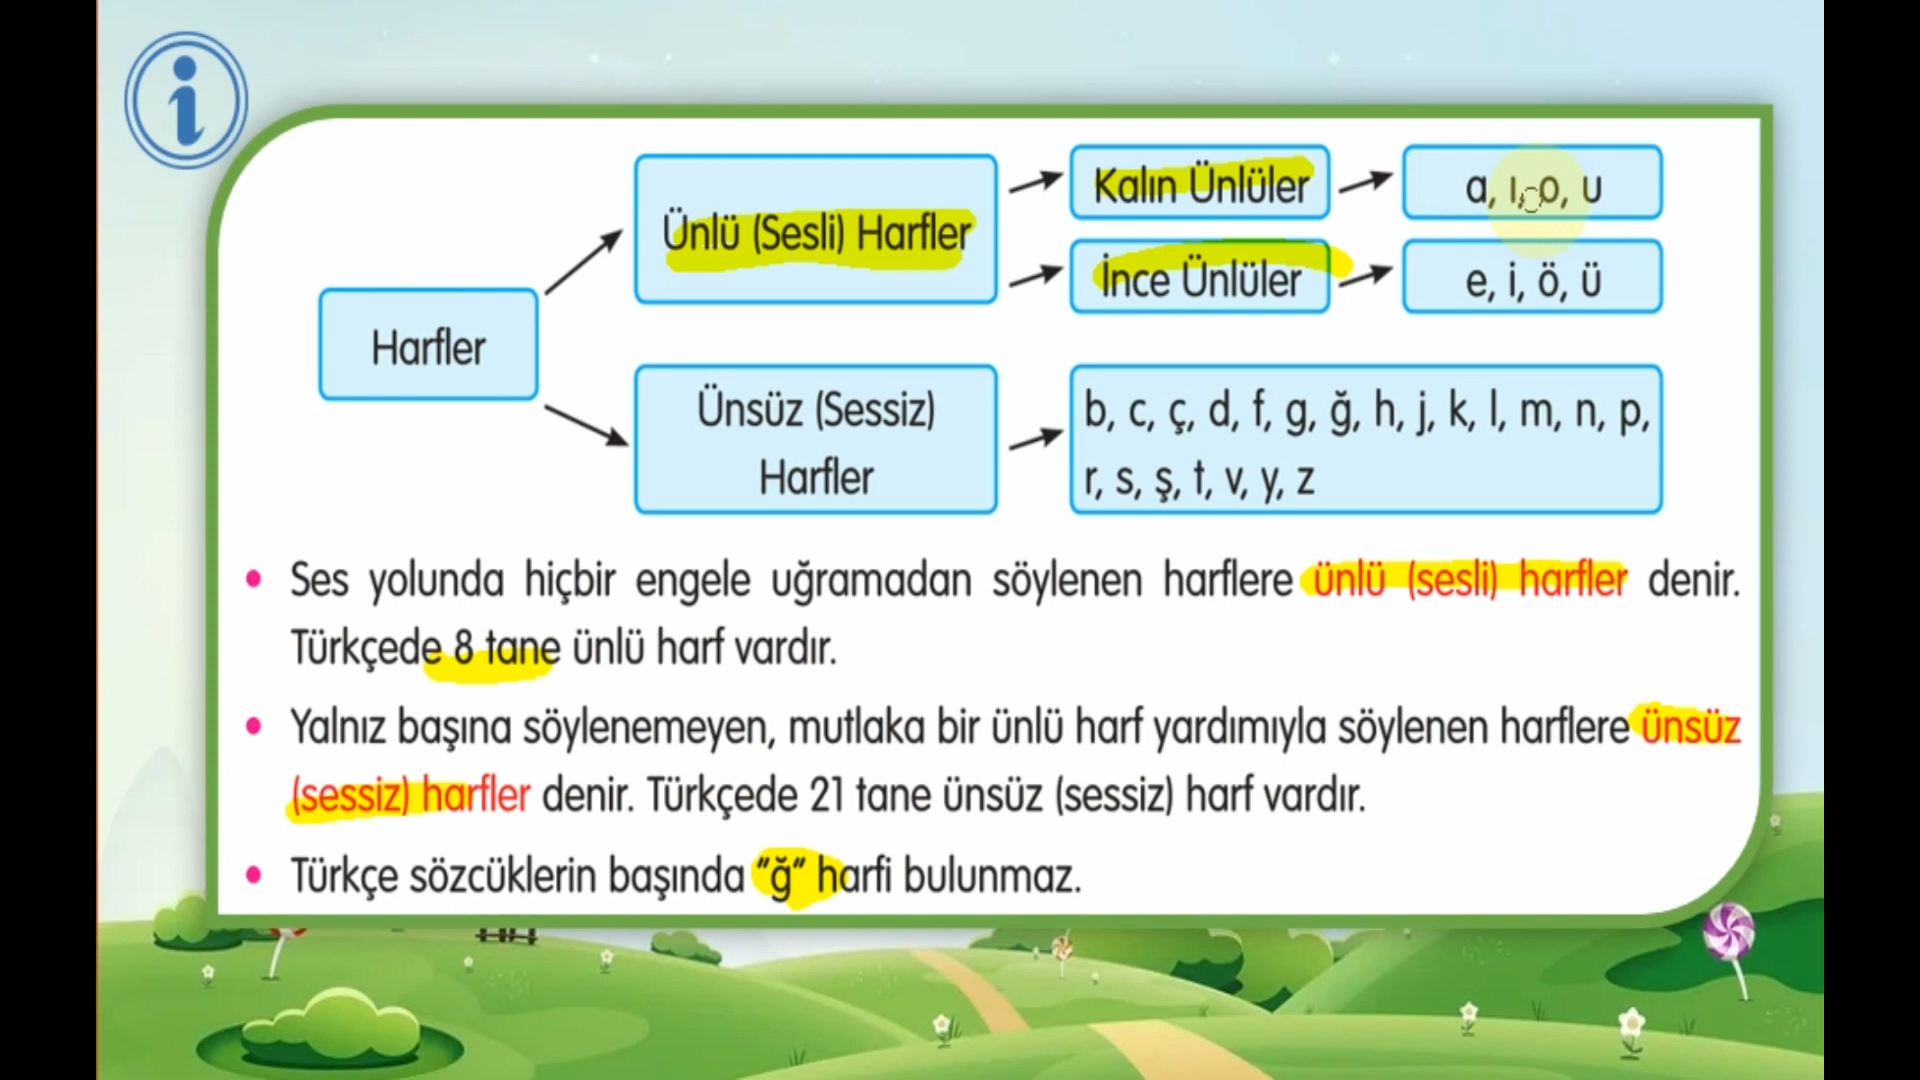 Harfler
Ünlü (Sesli) Harfler
Kalın Ünlüler
a, ı, o, u
İnce Ünlüler
e, i, ö, ü
Ünsüz (Sessiz)
Harfler
b, c, ç, d, f, g, ğ, h, j, k, l, m, n, p,
r, s, ş, t, v, y, z
• Ses yolunda hiçbir engele uğramadan söylenen harflere ünlü (sesli) harfler denir.
Türkçede 8 tane ünlü harf vardır.
• Yalnız başına söylenemeyen, mutlaka bir ünlü harf yardımıyla söylenen harflere ünsüz
(sessiz) harfler denir. Türkçede 21 tane ünsüz (sessiz) harf vardır.
• Türkçe sözcüklerin başında "ğ" harfi bulunmaz.